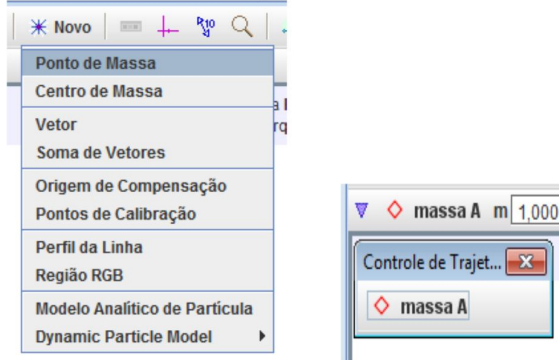 Novo
Ponto de Massa
Centro de Massa
Vetor
Soma de Vetores
Origem de Compensação
Pontos de Calibração
Perfil da Linha
Região RGB
Modelo Analítico de Partícula
Dynamic Particle Model
massa A m 1,000
Controle de Trajet...
massa A